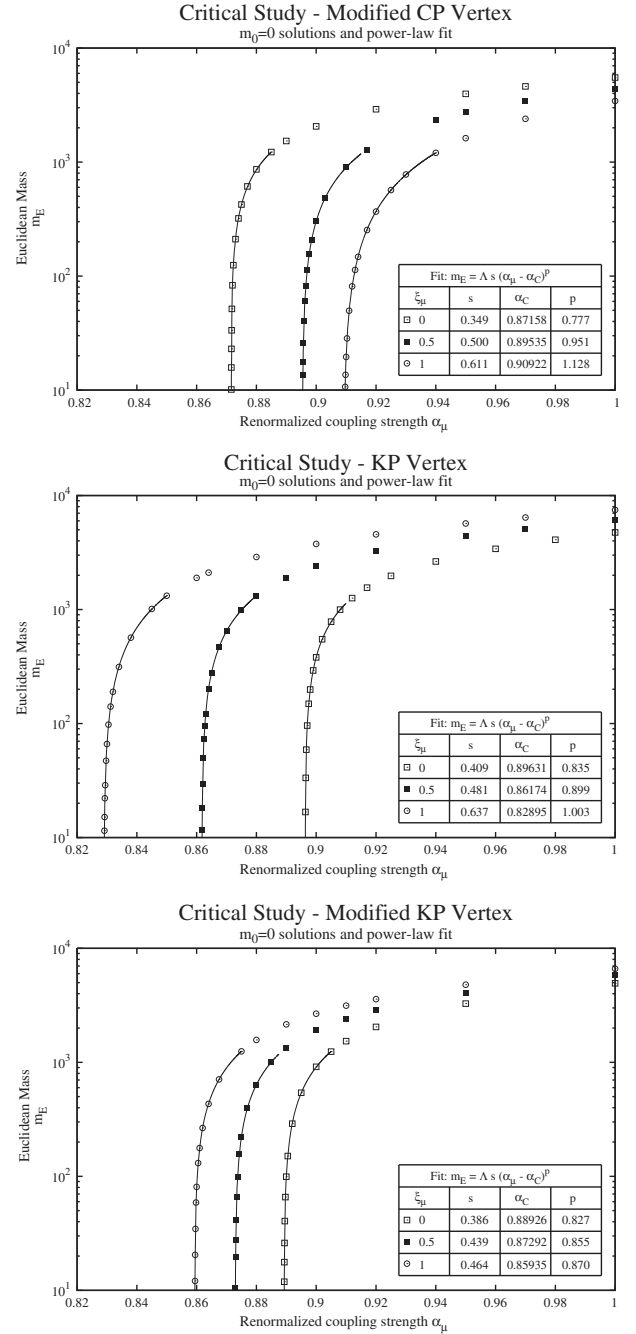 Critical Study - Modified CP Vertex
m0=0 solutions and power-law fit
10^4
10^3
10^2
10^1
Euclidean Mass
mE
Fit: mE = Λ s (αμ - αC)^p
ξμ s αC p
0 0.349 0.87158 0.777
0.5 0.500 0.89535 0.951
1 0.611 0.90922 1.128
0.82 0.84 0.86 0.88 0.9 0.92 0.94 0.96 0.98 1
Renormalized coupling strength αμ
Critical Study - KP Vertex
m0=0 solutions and power-law fit
10^4
10^3
10^2
10^1
Euclidean Mass
mE
Fit: mE = Λ s (αμ - αC)^p
ξμ s αC p
0 0.409 0.89631 0.835
0.5 0.481 0.86174 0.899
1 0.637 0.82895 1.003
0.82 0.84 0.86 0.88 0.9 0.92 0.94 0.96 0.98 1
Renormalized coupling strength αμ
Critical Study - Modified KP Vertex
m0=0 solutions and power-law fit
10^4
10^3
10^2
10^1
Euclidean Mass
mE
Fit: mE = Λ s (αμ - αC)^p
ξμ s αC p
0 0.386 0.88926 0.827
0.5 0.439 0.87292 0.855
1 0.464 0.85935 0.870
0.82 0.84 0.86 0.88 0.9 0.92 0.94 0.96 0.98 1
Renormalized coupling strength αμ